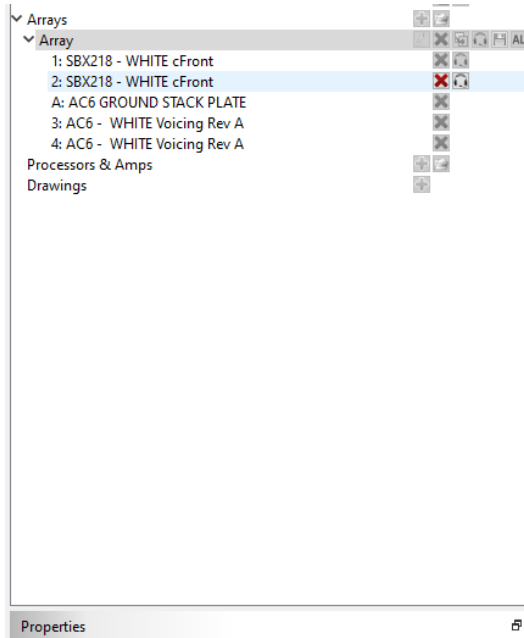 Arrays
Array
AL
1: SBX218 - WHITE cFront
2: SBX218 - WHITE cFront
A: AC6 GROUND STACK PLATE
3: AC6 -  WHITE Voicing Rev A
4: AC6 -  WHITE Voicing Rev A
Processors & Amps
Drawings
Properties